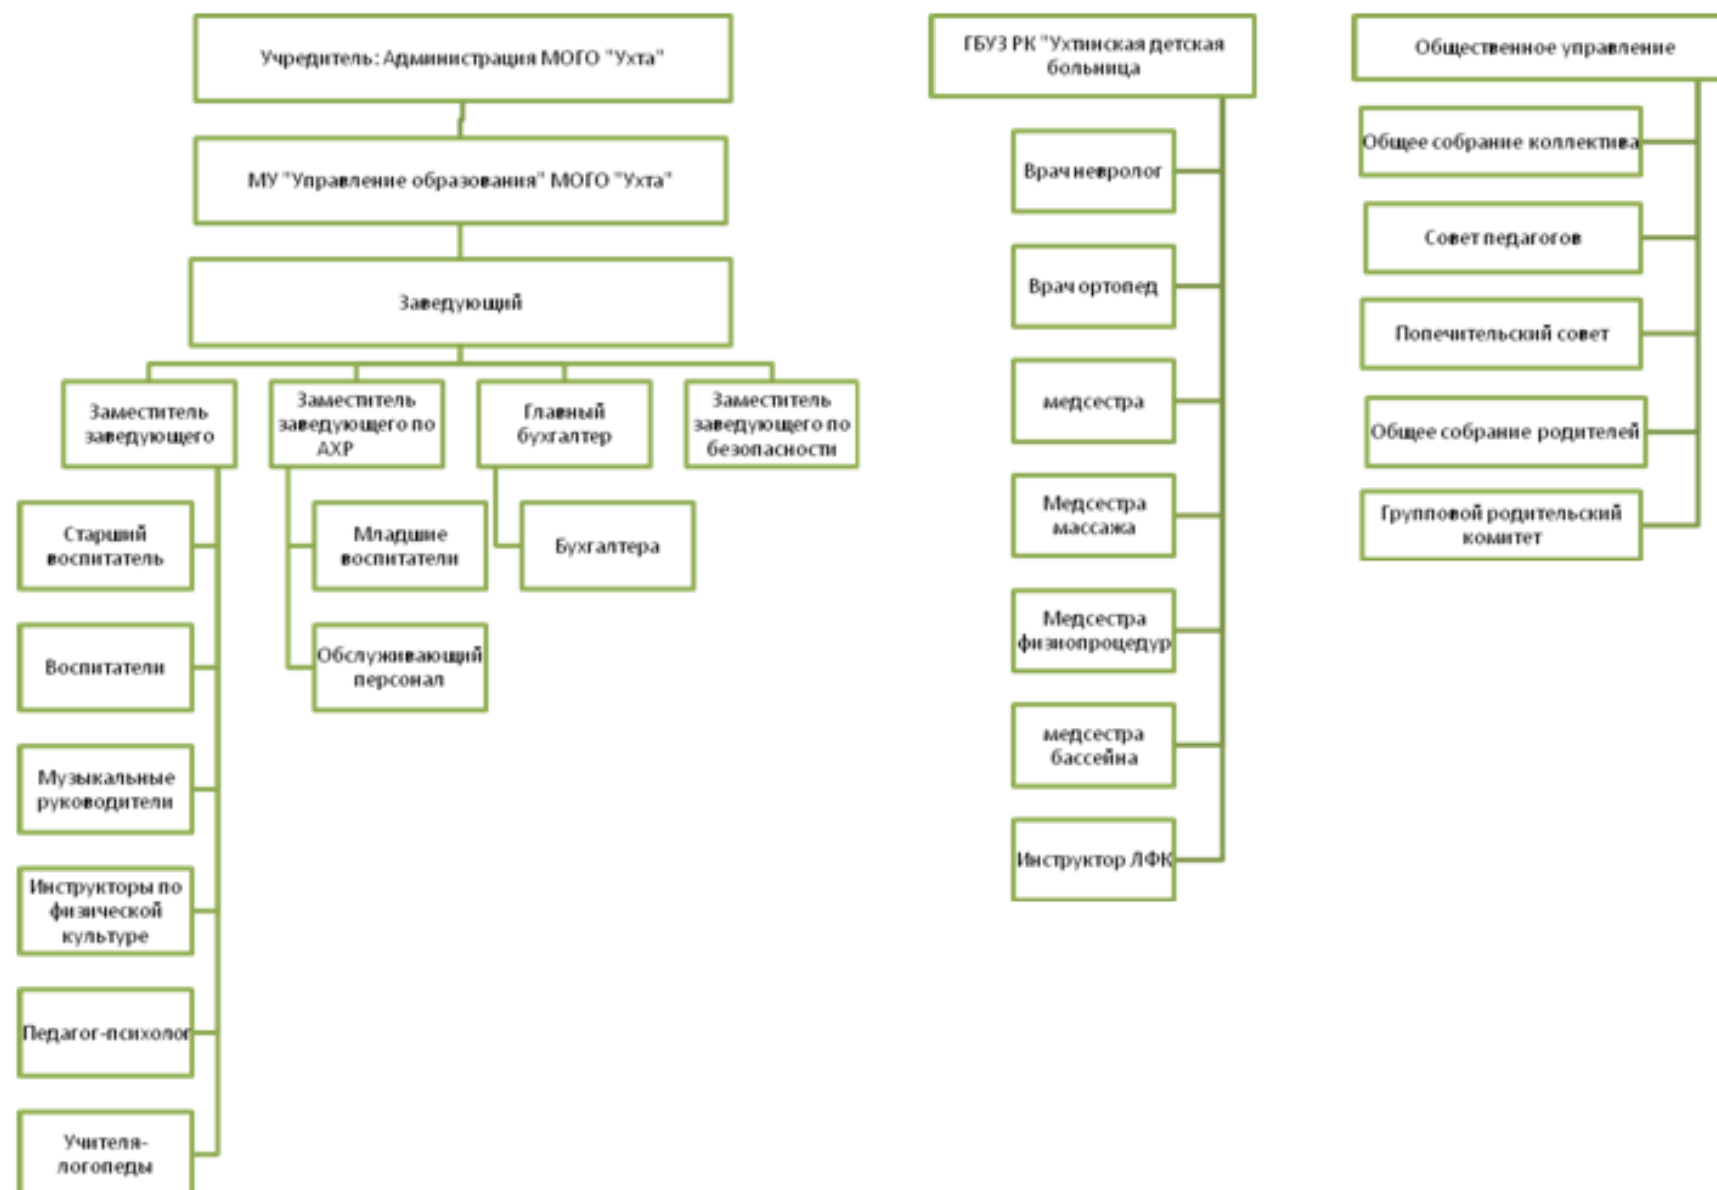 Учредитель: Администрация МОГО "Ухта"
МУ "Управление образования" МОГО "Ухта"
Заведующий
Заместитель
заведующего
Заместитель
заведующего по
АХР
Главный
бухгалтер
Заместитель
заведующего по
безопасности
Старший
воспитатель
Воспитатели
Музыкальные
руководители
Инструкторы по
физической
культуре
Педагог-психолог
Учителя-
логопеды
Младшие
воспитатели
Обслуживающий
персонал
Бухгалтера
ГБУЗ РК "Ухтинская детская
больница
Врач невролог
Врач ортопед
медсестра
Медсестра
массажа
Медсестра
физиопроцедур
медсестра
бассейна
Инструктор ЛФК
Общественное управление
Общее собрание коллектива
Совет педагогов
Попечительский совет
Общее собрание родителей
Групповой родительский
комитет